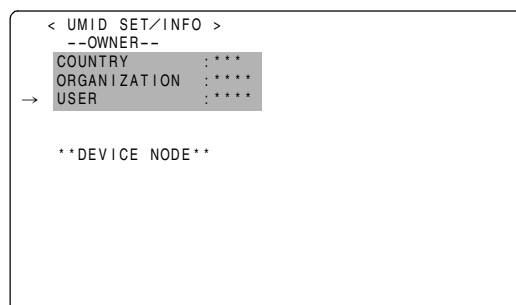 < UMID SET/INFO >
--OWNER--
COUNTRY :***
ORGANIZATION :****
→ USER :****
**DEVICE NODE**